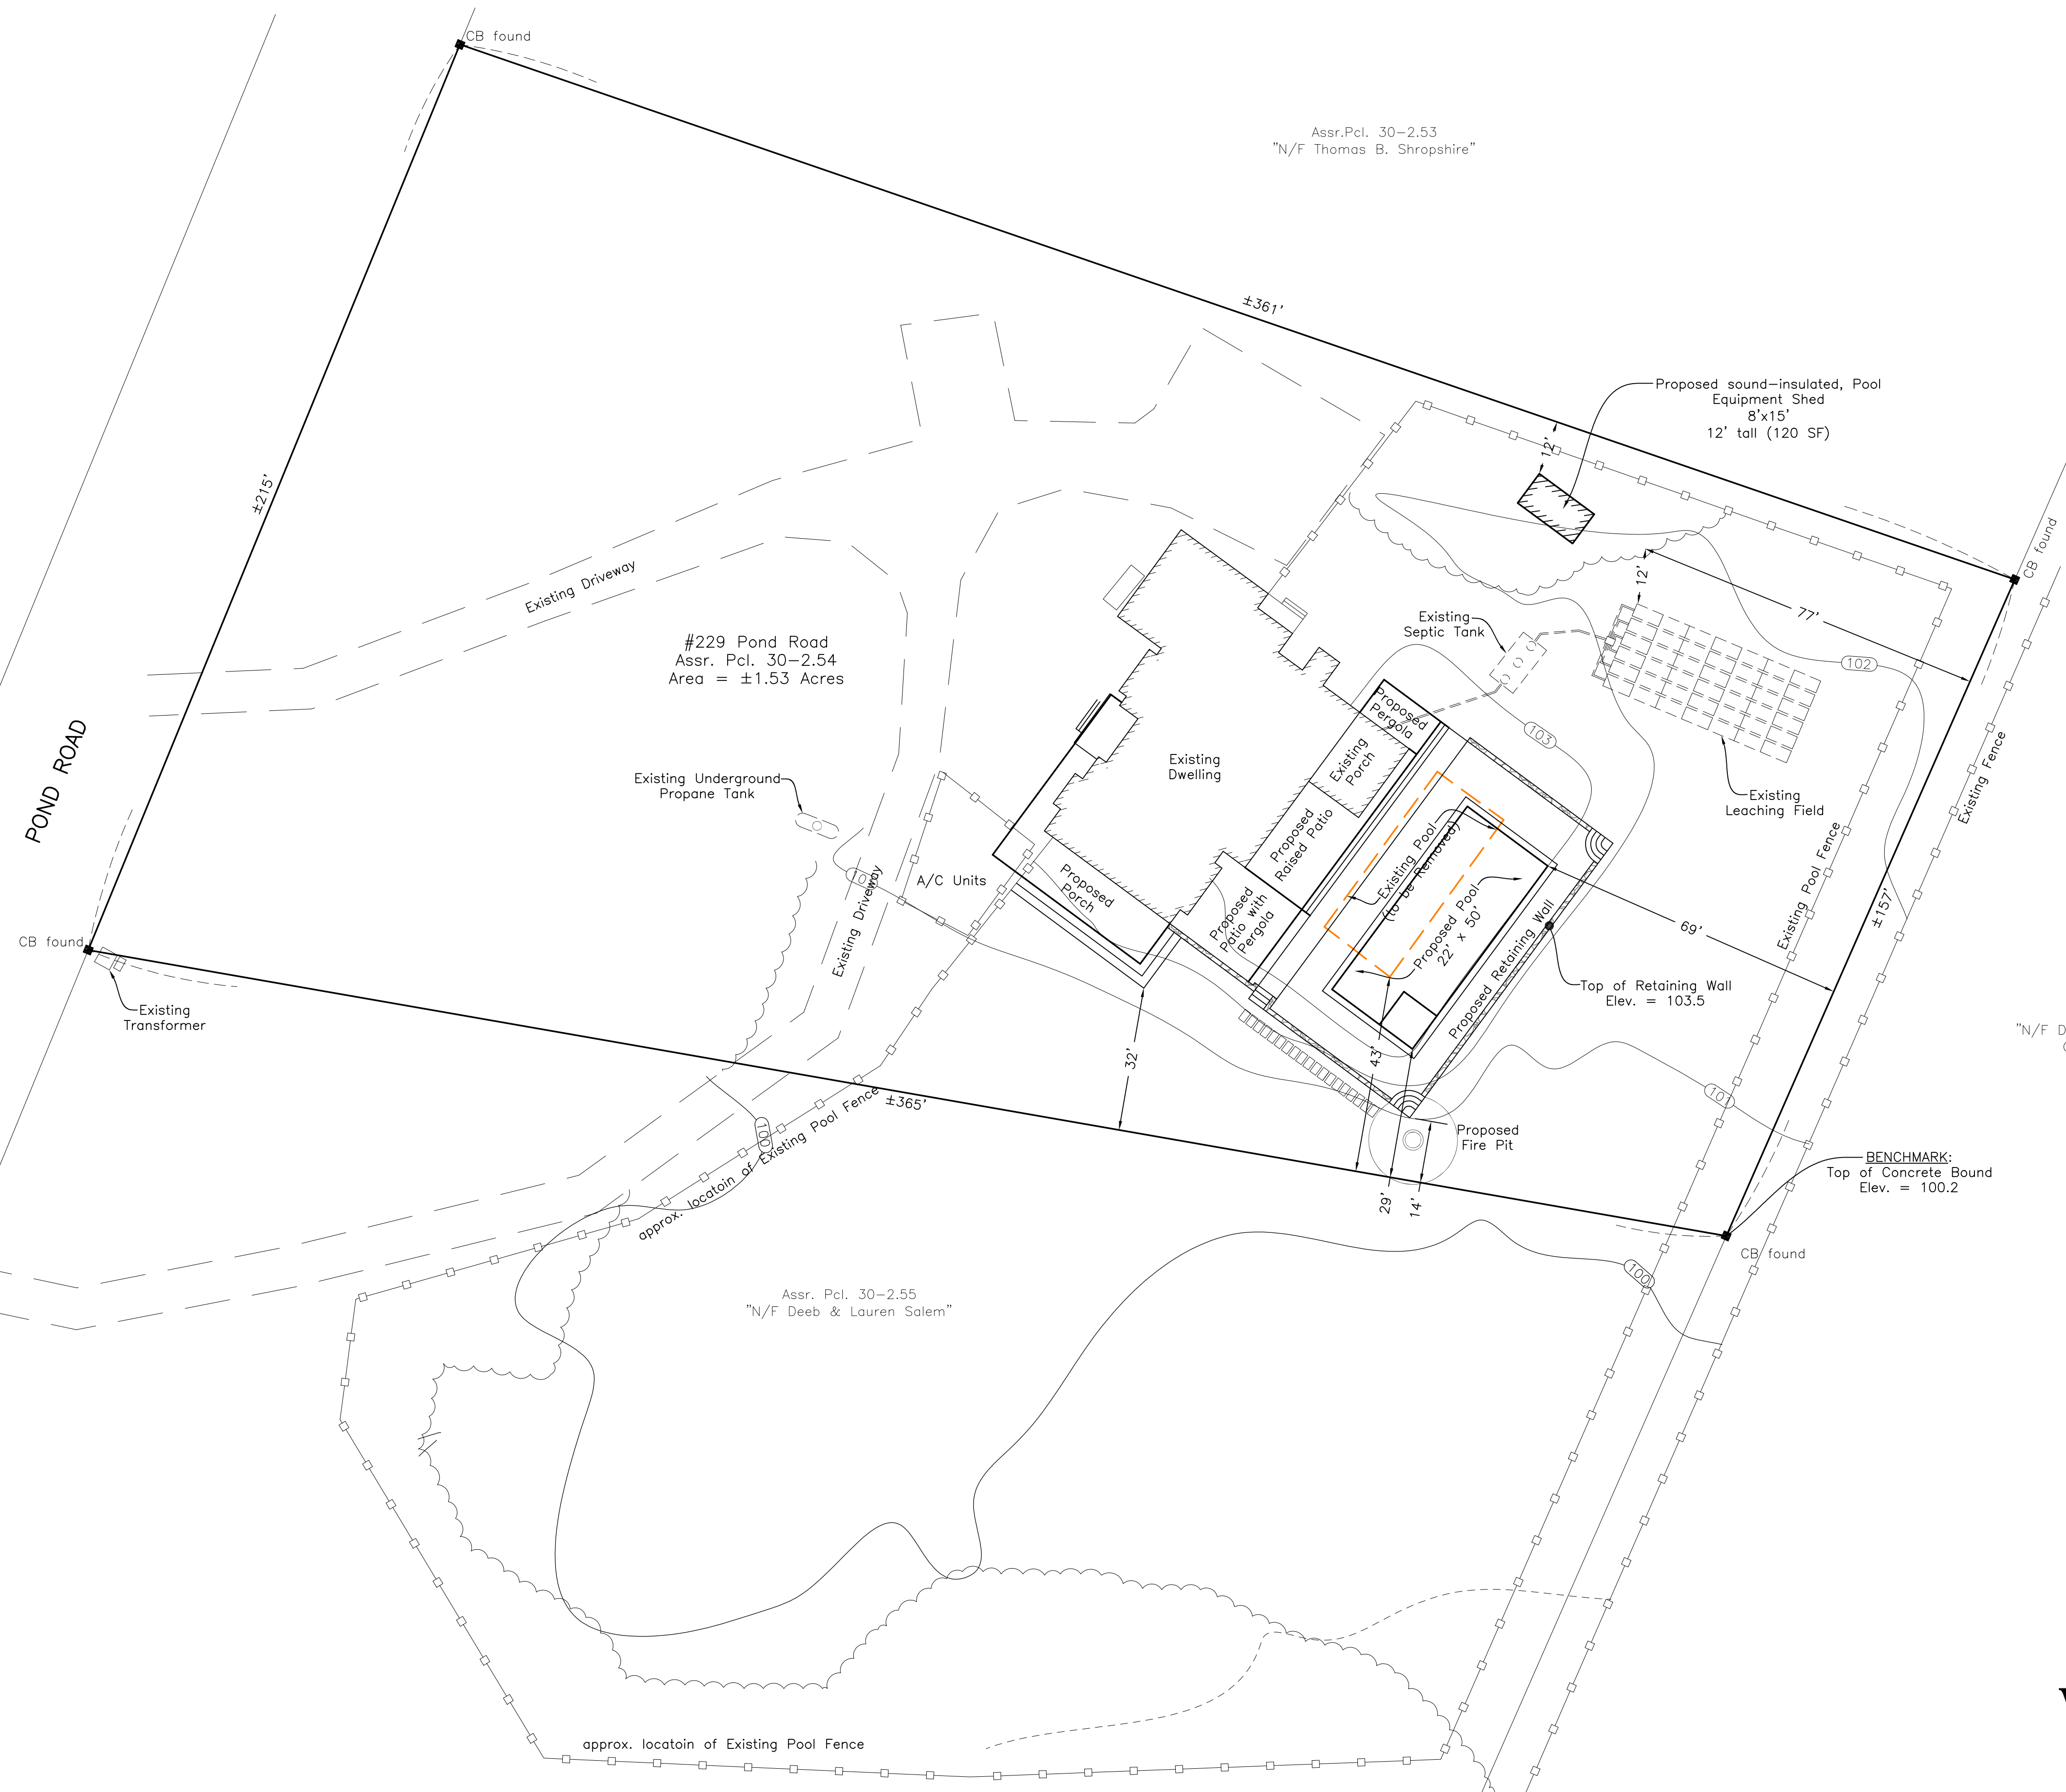 CB found
Assr.Pcl. 30-2.53
"N/F Thomas B. Shropshire"
±361'
Proposed sound-insulated, Pool
Equipment Shed
8'x15'
12' tall (120 SF)
12'
±215'
CB found
Existing Driveway
12'
77'
Existing
Septic Tank
#229 Pond Road
Assr. Pcl. 30-2.54
Area = ±1.53 Acres
102
Proposed
Pergola
103
POND ROAD
Existing
Porch
Existing
Dwelling
Existing Fence
Existing Underground
Propane Tank
Existing
Leaching Field
Proposed
Raised Patio
Existing Pool
(to be Removed)
A/C Units
Proposed
Porch
Existing Driveway
Proposed
Patio with
Pergola
Proposed Pool
22' x 50'
Existing Pool Fence
±157'
69'
CB found
Proposed Retaining Wall
Top of Retaining Wall
Elev. = 103.5
Existing
Transformer
32'
43'
"N/F D
±365'
101
100
approx. locatoin of Existing Pool Fence
Proposed
Fire Pit
29'
14'
BENCHMARK:
Top of Concrete Bound
Elev. = 100.2
CB found
100
Assr. Pcl. 30-2.55
"N/F Deeb & Lauren Salem"
approx. locatoin of Existing Pool Fence